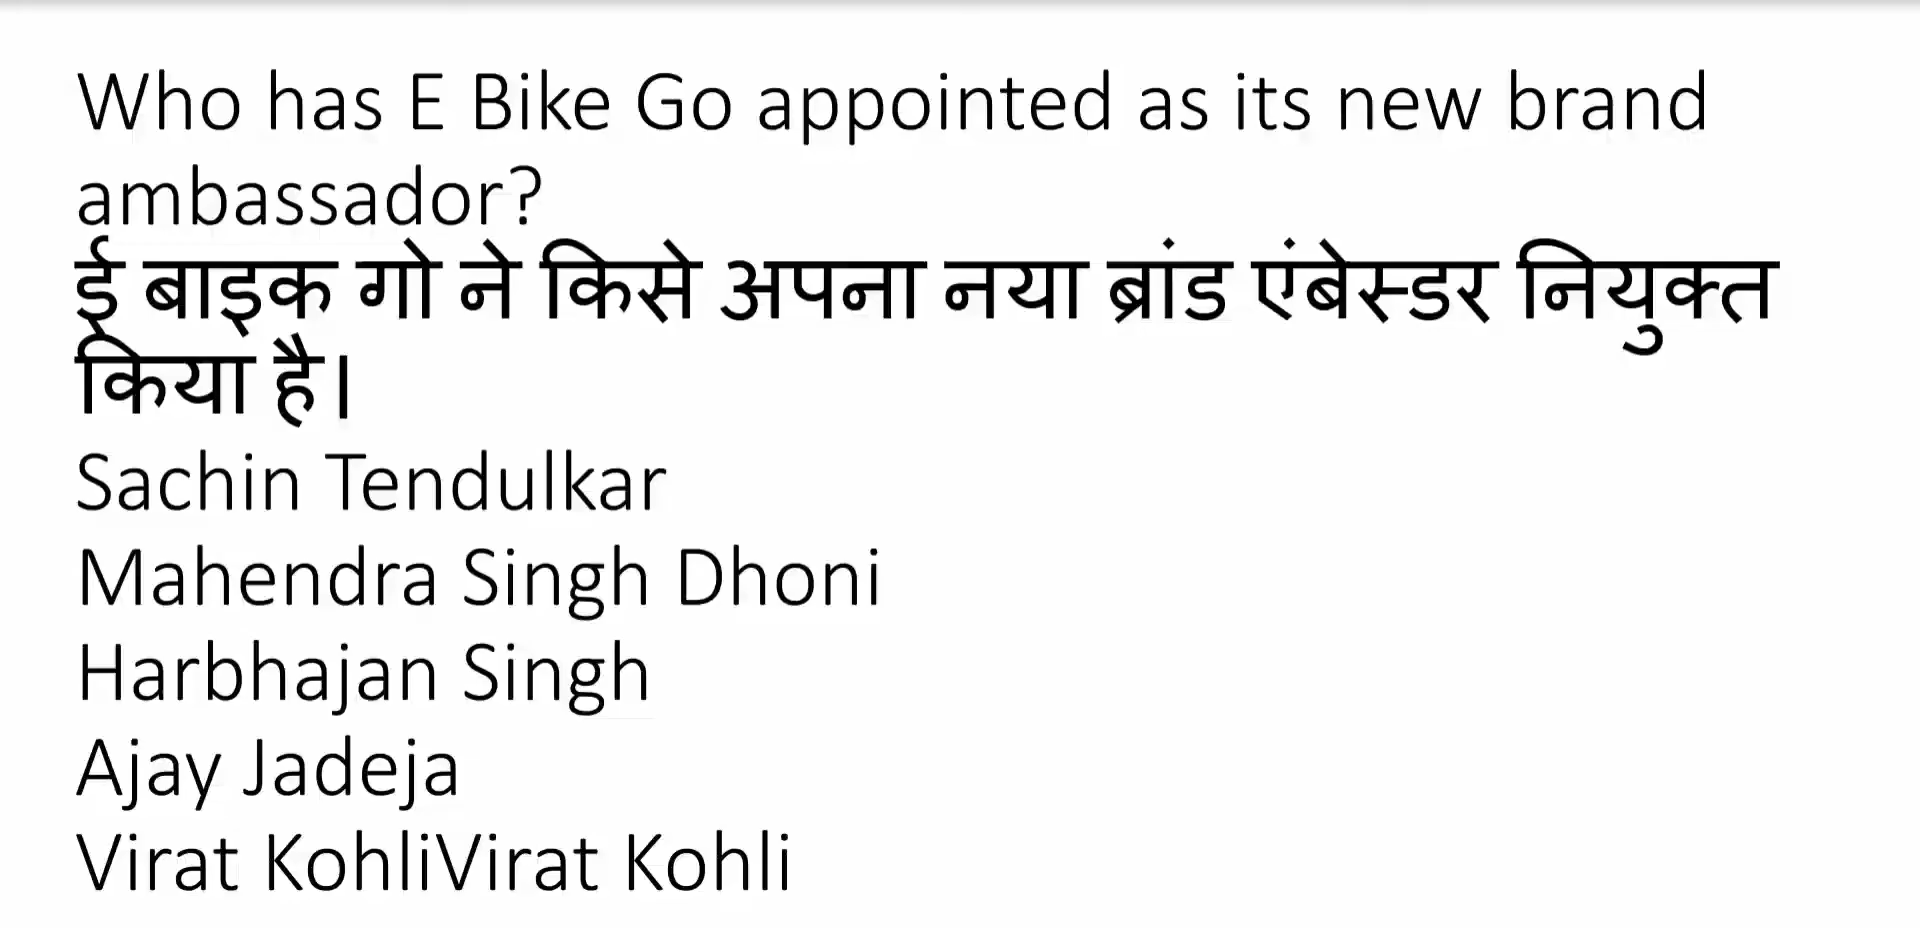 Who has E Bike Go appointed as its new brand
ambassador?
ई बाइक गो ने किसे अपना नया ब्रांड एंबेस्डर नियुक्त
किया है।
Sachin Tendulkar
Mahendra Singh Dhoni
Harbhajan Singh
Ajay Jadeja
Virat KohliVirat Kohli